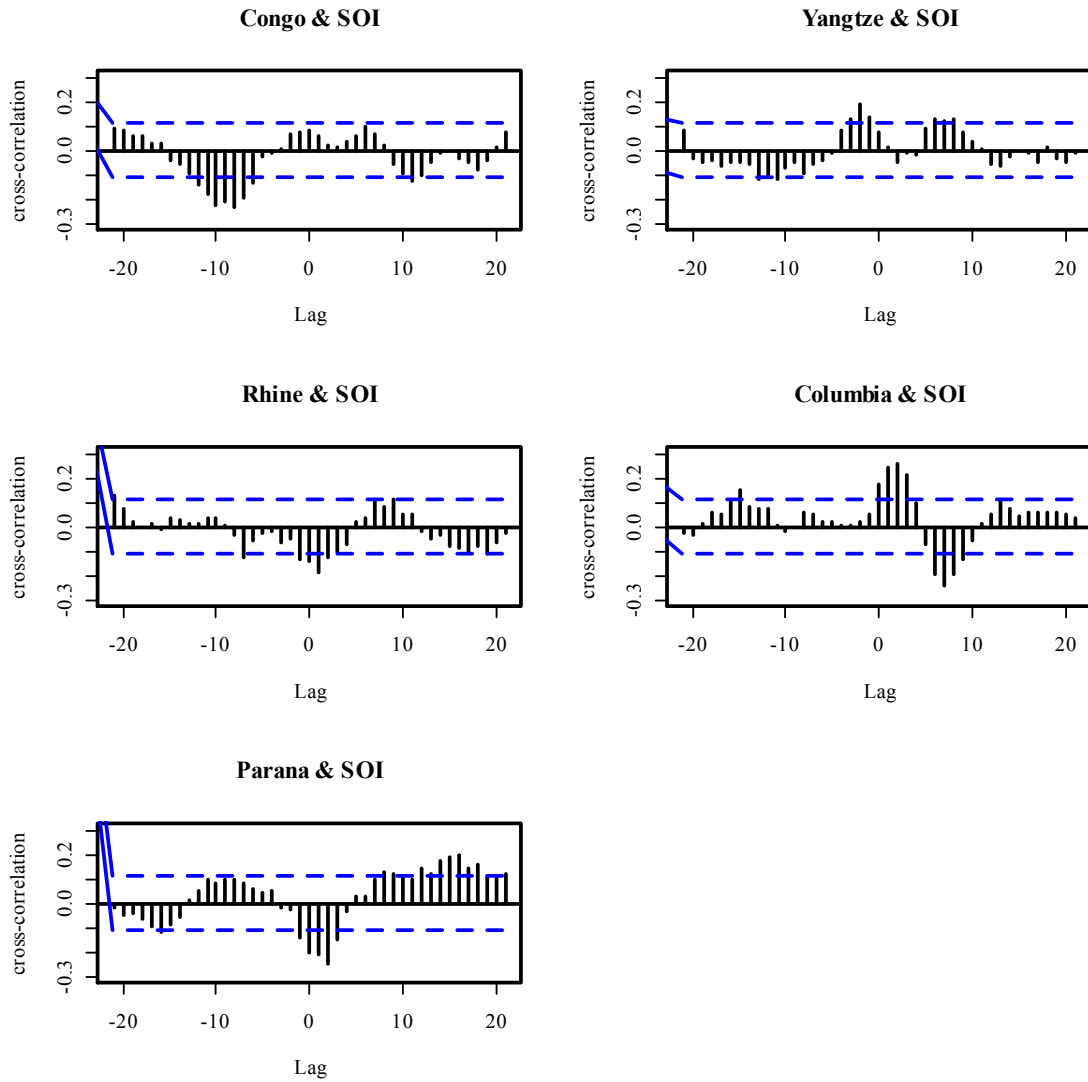 Congo & SOI
cross-correlation
-0.3 0.0 0.2
-20 -10 0 10 20
Lag
Yangtze & SOI
cross-correlation
-0.3 0.0 0.2
-20 -10 0 10 20
Lag
Rhine & SOI
cross-correlation
-0.3 0.0 0.2
-20 -10 0 10 20
Lag
Columbia & SOI
cross-correlation
-0.3 0.0 0.2
-20 -10 0 10 20
Lag
Parana & SOI
cross-correlation
-0.3 0.0 0.2
-20 -10 0 10 20
Lag